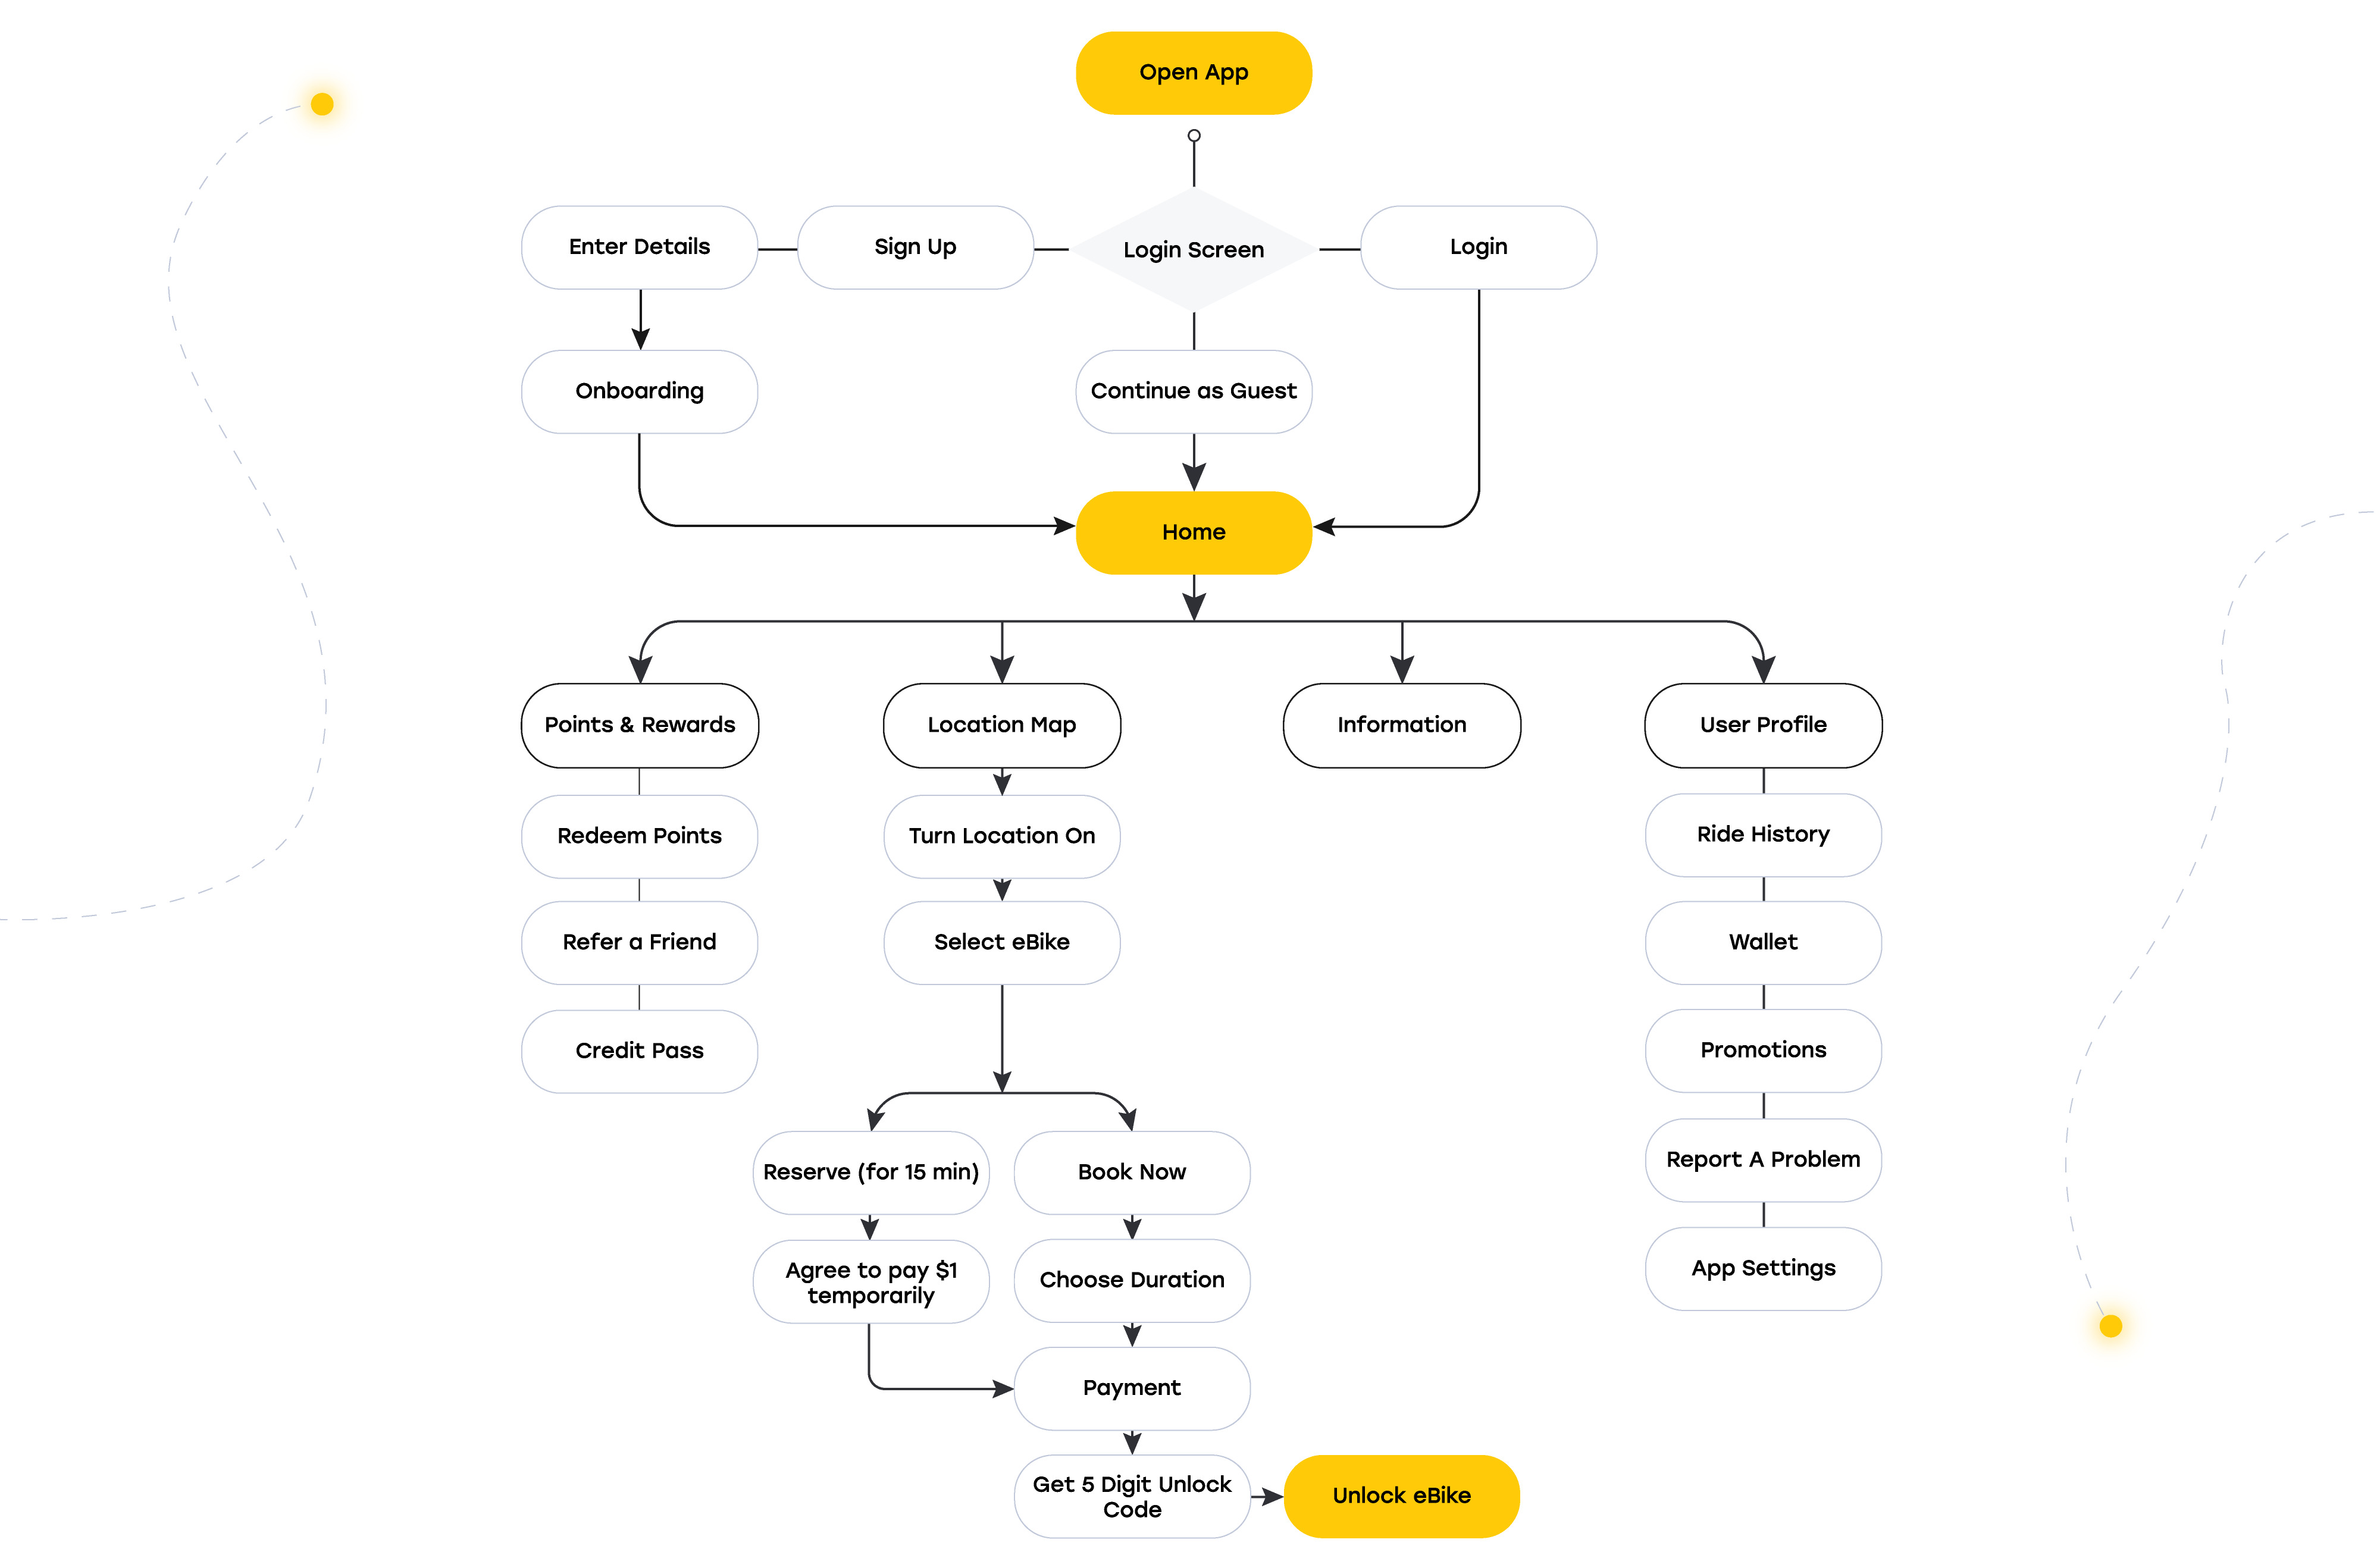 Open App
Enter Details
Sign Up
Login Screen
Login
Onboarding
Continue as Guest
Home
Points & Rewards
Location Map
Information
User Profile
Redeem Points
Turn Location On
Ride History
Refer a Friend
Select eBike
Wallet
Credit Pass
Promotions
Reserve (for 15 min)
Book Now
Report A Problem
Agree to pay $1
temporarily
Choose Duration
App Settings
Payment
Get 5 Digit Unlock
Code
Unlock eBike